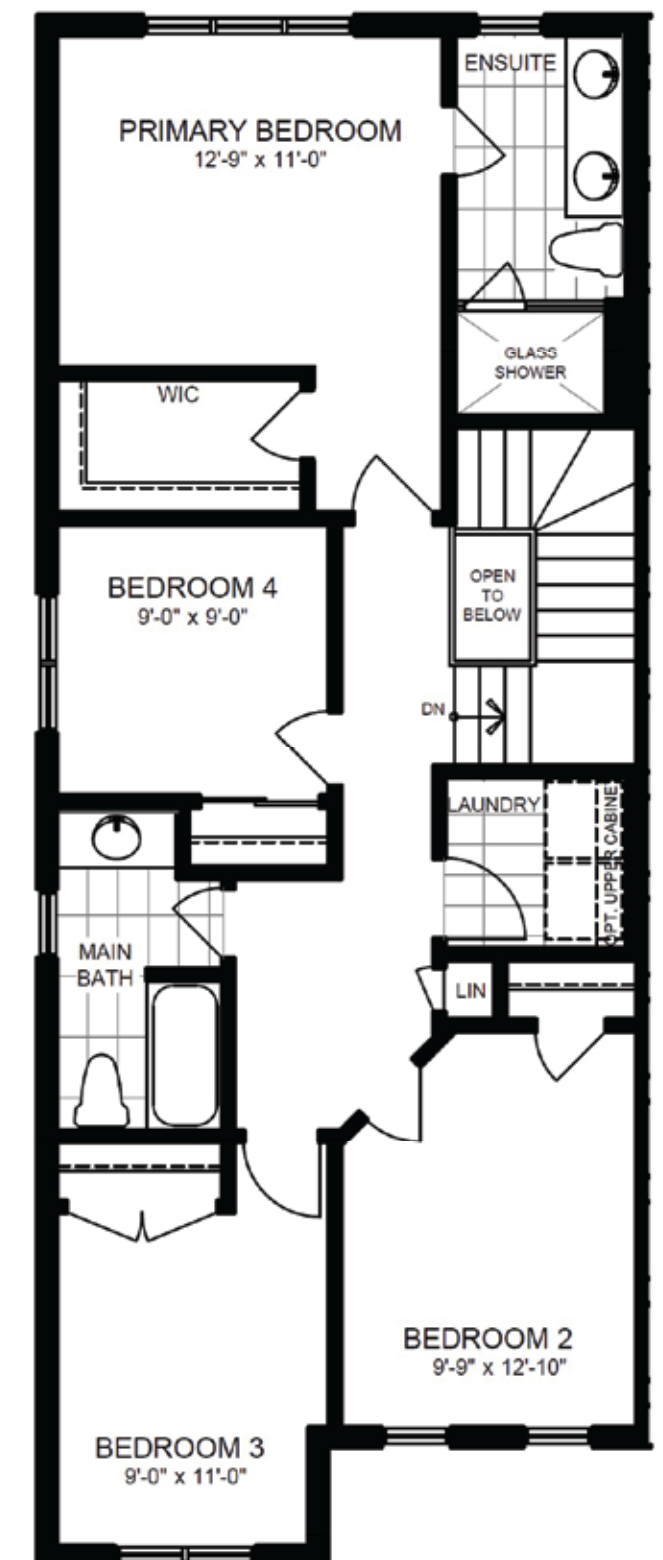 ENSUITE
PRIMARY BEDROOM
12'-9" x 11'-0"
GLASS
SHOWER
WIC
BEDROOM 4
9'-0" x 9'-0"
OPEN
TO
BELOW
DN
LAUNDRY
OPT. UPPER CABINE
MAIN
BATH
LIN
BEDROOM 2
9'-9" x 12'-10"
BEDROOM 3
9'-0" x 11'-0"